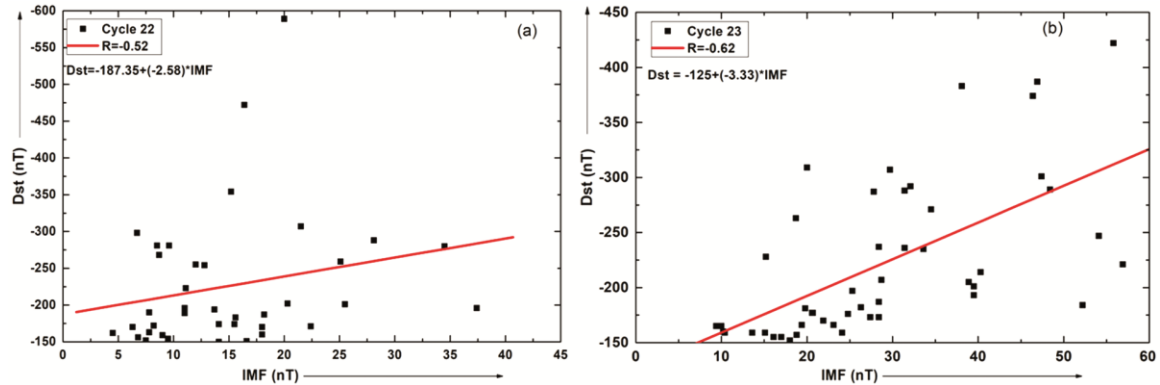 -600
-550
-500
-450
-400
-350
-300
-250
-200
-150
Dst (nT)
Cycle 22
R=-0.52
Dst=-187.35+(-2.58)*IMF
(a)
0 5 10 15 20 25 30 35 40 45
IMF (nT)
-450
-400
-350
-300
-250
-200
-150
Dst (nT)
Cycle 23
R=-0.62
Dst = -125+(-3.33)*IMF
(b)
0 10 20 30 40 50 60
IMF (nT)